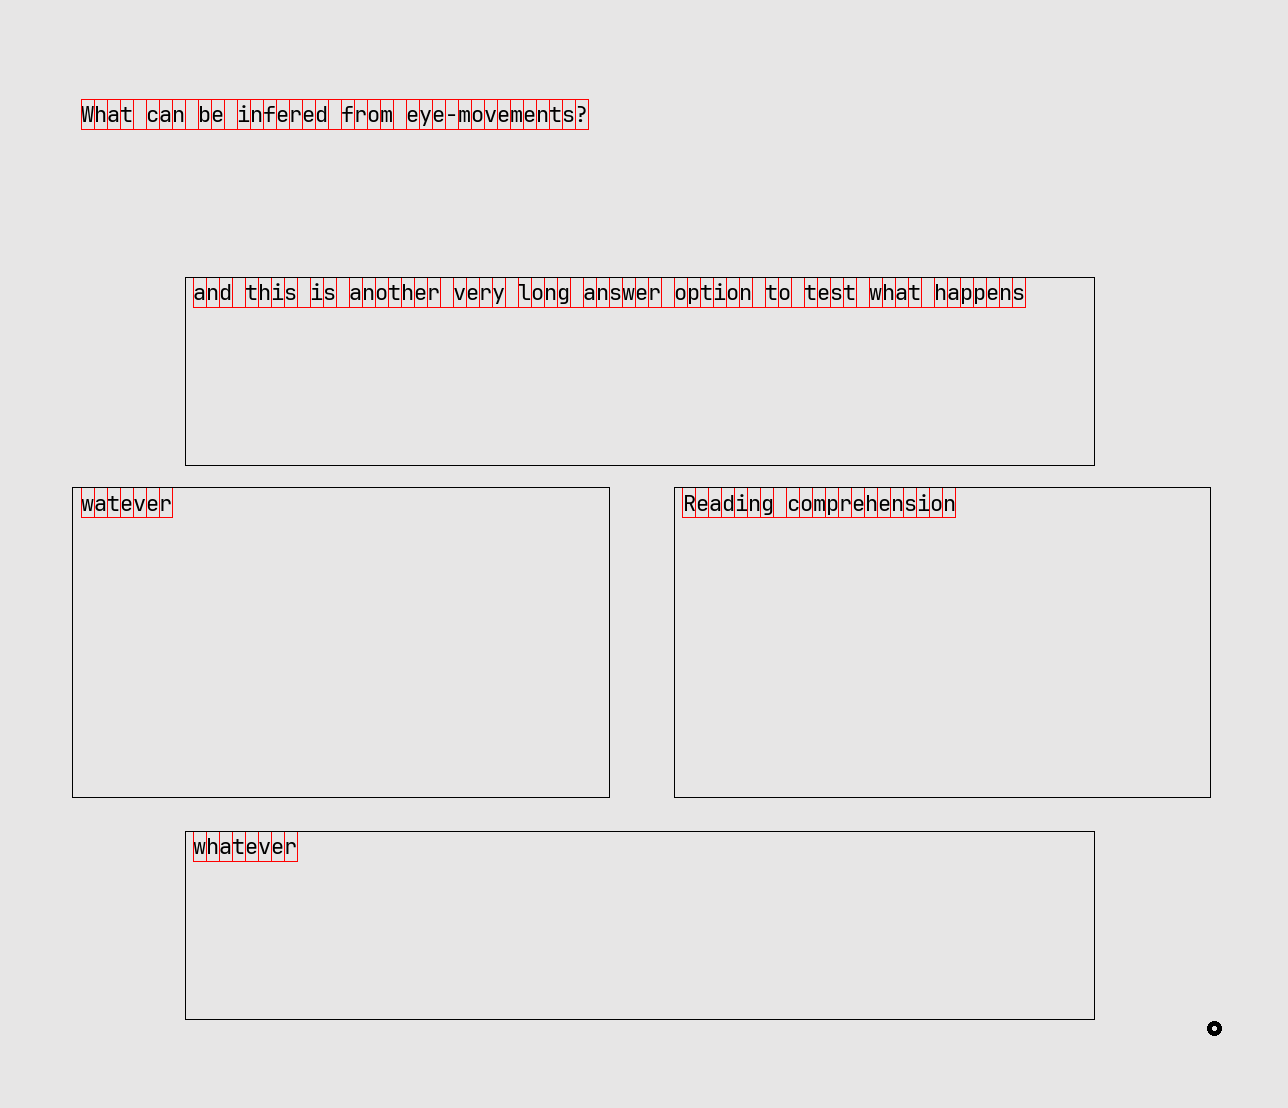 What can be infered from eye-movements?
and this is another very long answer option to test what happens
watever
Reading comprehension
whatever